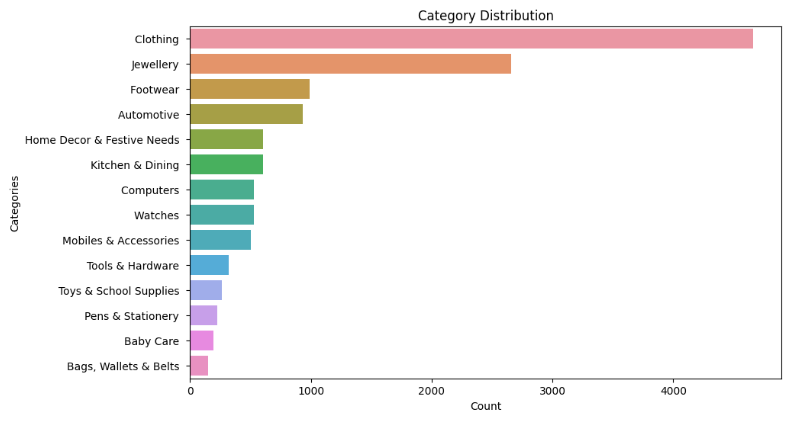 Category Distribution
Categories
Clothing
Jewellery
Footwear
Automotive
Home Decor & Festive Needs
Kitchen & Dining
Computers
Watches
Mobiles & Accessories
Tools & Hardware
Toys & School Supplies
Pens & Stationery
Baby Care
Bags, Wallets & Belts
0 1000 2000 3000 4000
Count